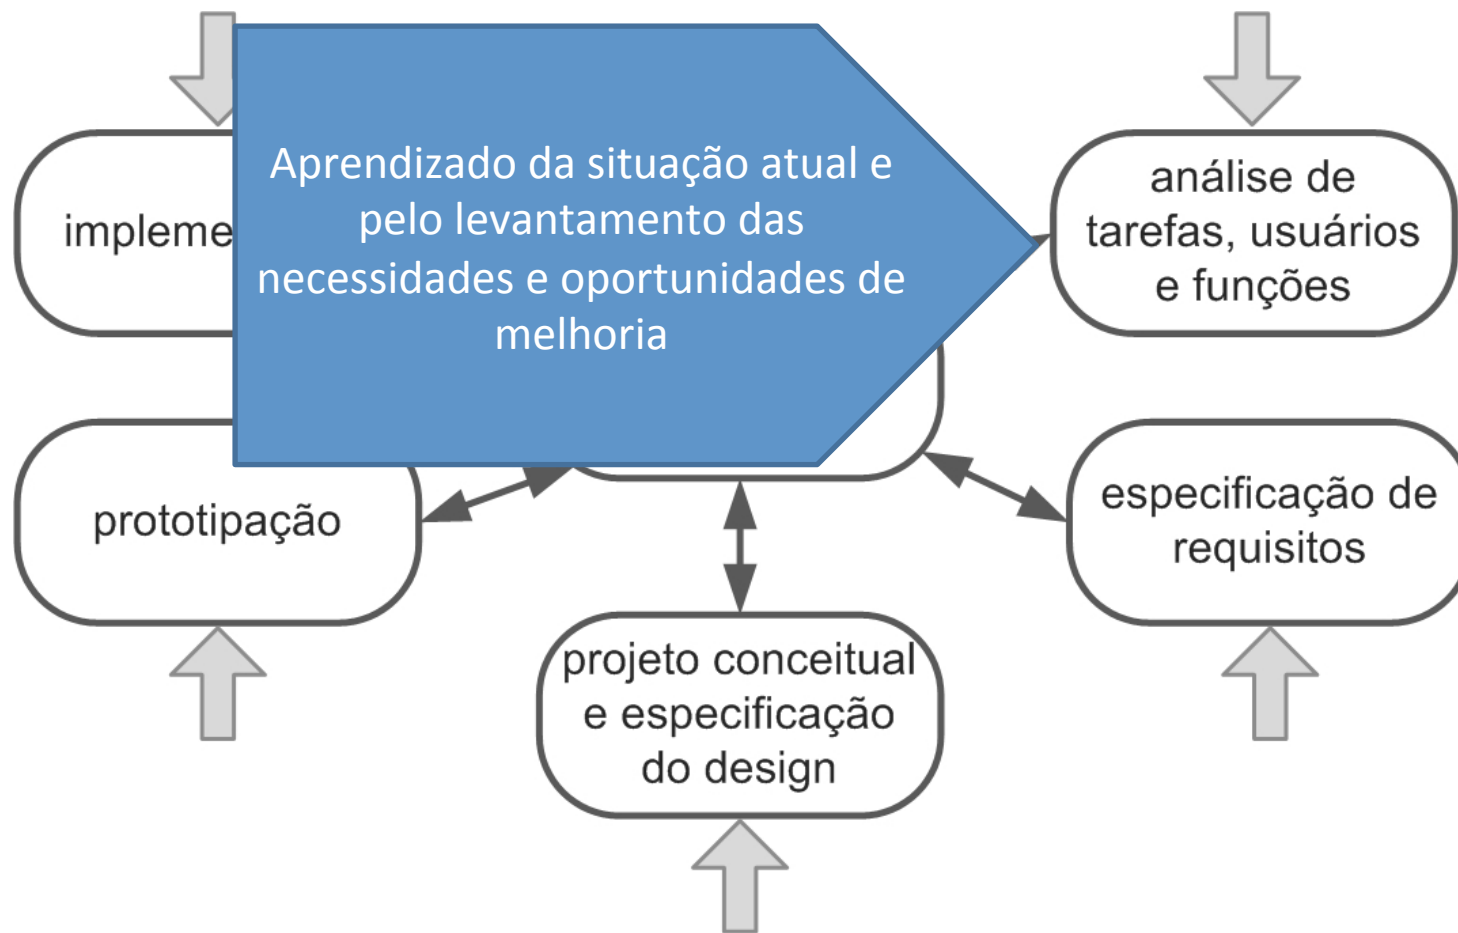 Aprendizado da situação atual e
pelo levantamento das
necessidades e oportunidades de
melhoria
impleme
análise de
tarefas, usuários
e funções
prototipação
especificação de
requisitos
projeto conceitual
e especificação
do design